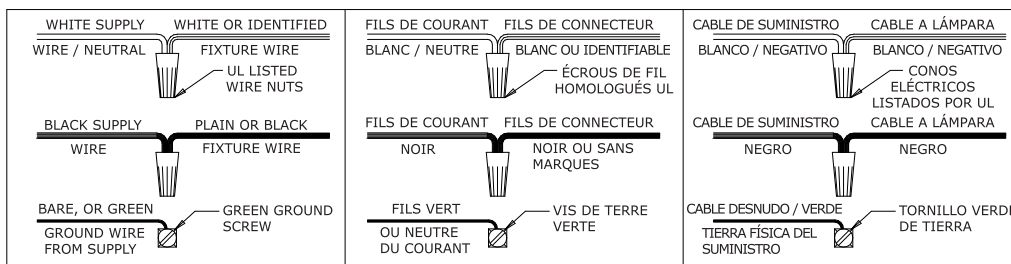 WHITE SUPPLY WHITE OR IDENTIFIED
WIRE / NEUTRAL FIXTURE WIRE
UL LISTED
WIRE NUTS
BLACK SUPPLY PLAIN OR BLACK
WIRE FIXTURE WIRE
BARE, OR GREEN
GROUND WIRE
FROM SUPPLY
GREEN GROUND
SCREW
FILS DE COURANT FILS DE CONNECTEUR
BLANC / NEUTRE BLANC OU IDENTIFIABLE
ÉCROUS DE FIL
HOMOLOGUÉS UL
FILS DE COURANT FILS DE CONNECTEUR
NOIR NOIR OU SANS
MARQUES
FILS VERT
OU NEUTRE
DU COURANT
VIS DE TERRE
VERTE
CABLE DE SUMINISTRO CABLE A LÁMPARA
BLANCO / NEGATIVO BLANCO / NEGATIVO
CONOS
ELÉCTRICOS
LISTADOS POR UL
CABLE DE SUMINISTRO CABLE A LÁMPARA
NEGRO NEGRO
CABLE DESNUDO / VERDE
TIERRA FÍSICA DEL
SUMINISTRO
TORNILLO VERDE
DE TIERRA